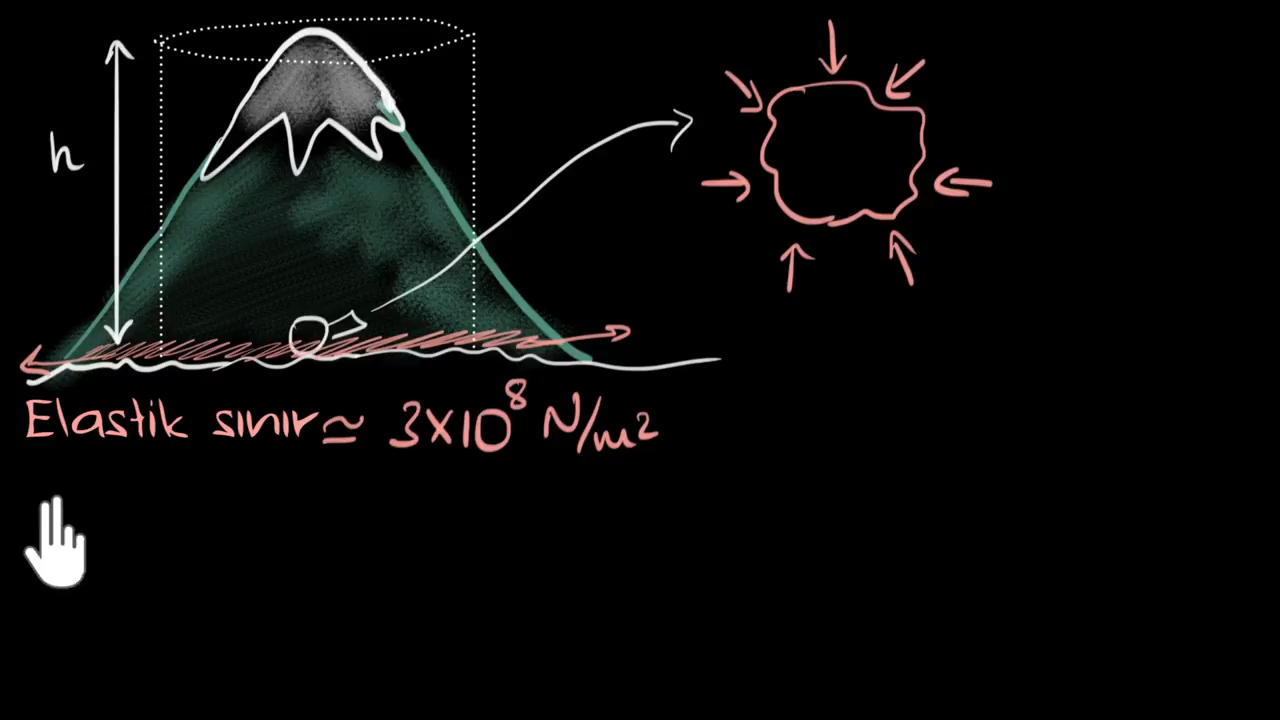 h
Elastik sınır ≃ 3×10⁸ N/m²